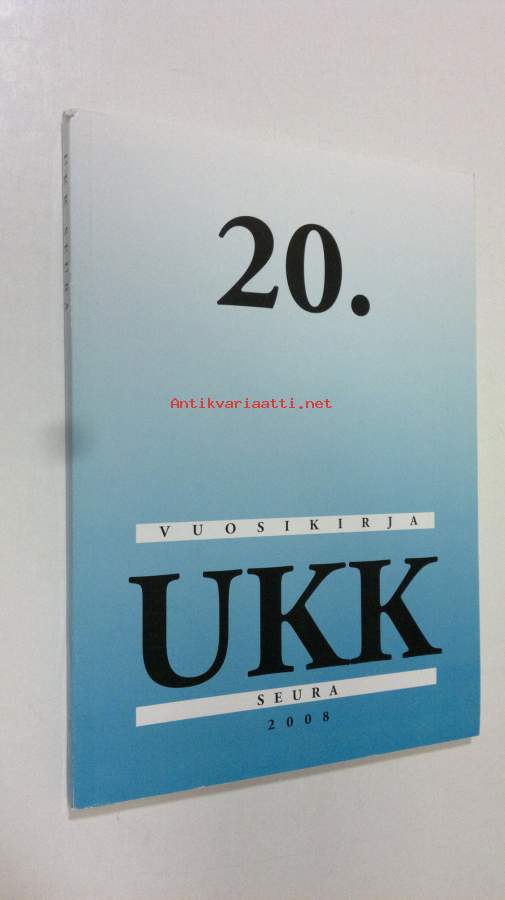 20.
Antikvariaatti.net
VUOSIKIRJA
UKK
SEURA
2008
UKK SEURA